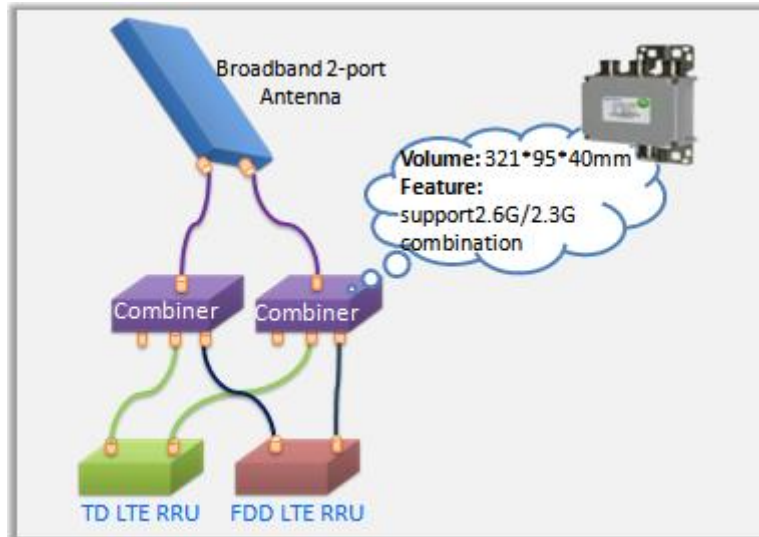 Broadband 2-port
Antenna
Volume: 321*95*40mm
Feature:
support2.6G/2.3G
combination
Combiner
Combiner
TD LTE RRU
FDD LTE RRU